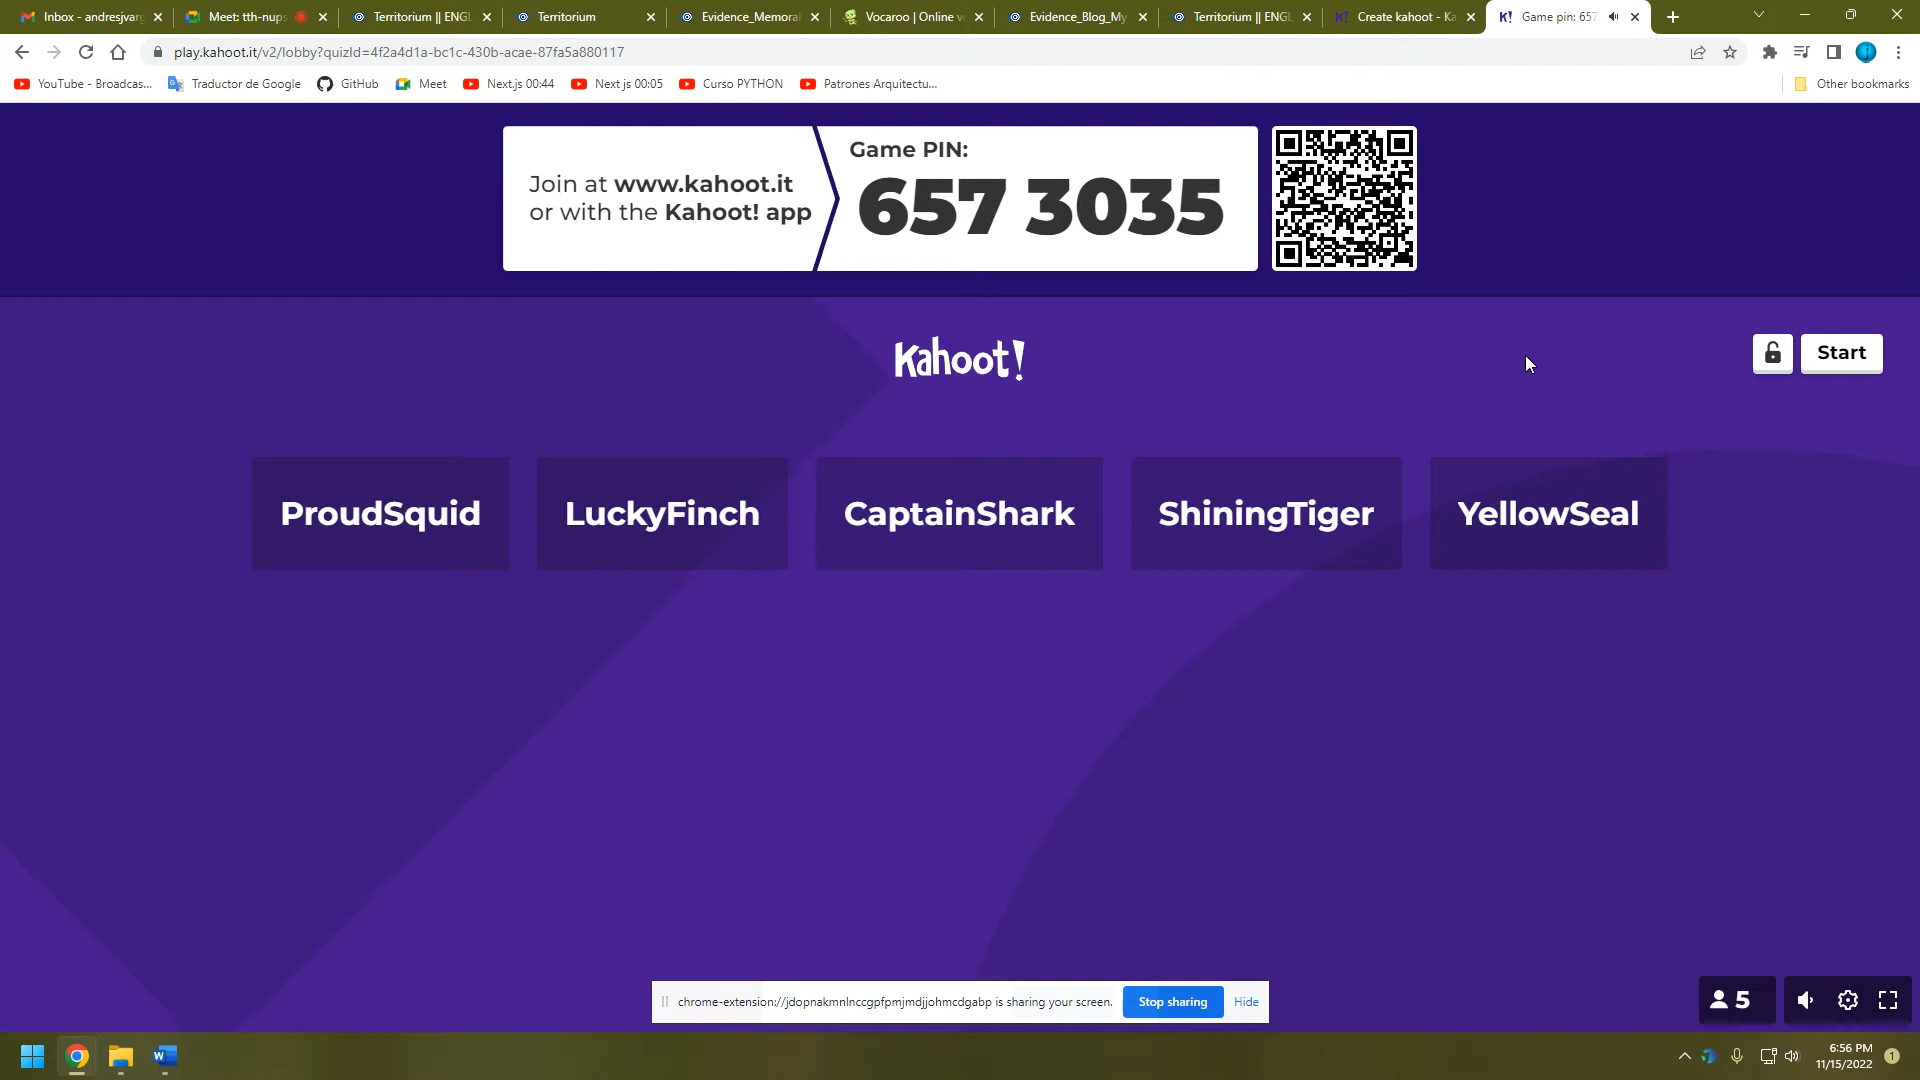 Inbox - andresjvarg
Meet: tth-nups
Territorium || ENGL
Territorium
Evidence_Memora
Vocaroo | Online v
Evidence_Blog_My_
Territorium || ENGL
Create kahoot - Ka
Game pin: 657
play.kahoot.it/v2/lobby?quizId=4f2a4d1a-bc1c-430b-acae-87fa5a880117
YouTube - Broadcas...
Traductor de Google
GitHub
Meet
Next.js 00:44
Next js 00:05
Curso PYTHON
Patrones Arquitectu...
Other bookmarks
Join at www.kahoot.it
or with the Kahoot! app
Game PIN:
657 3035
Kahoot!
Start
ProudSquid
LuckyFinch
CaptainShark
ShiningTiger
YellowSeal
chrome-extension://jdopnakmnlnccgpfpmjmdjjohmcdgabp is sharing your screen.
Stop sharing
Hide
5
6:56 PM
11/15/2022
1